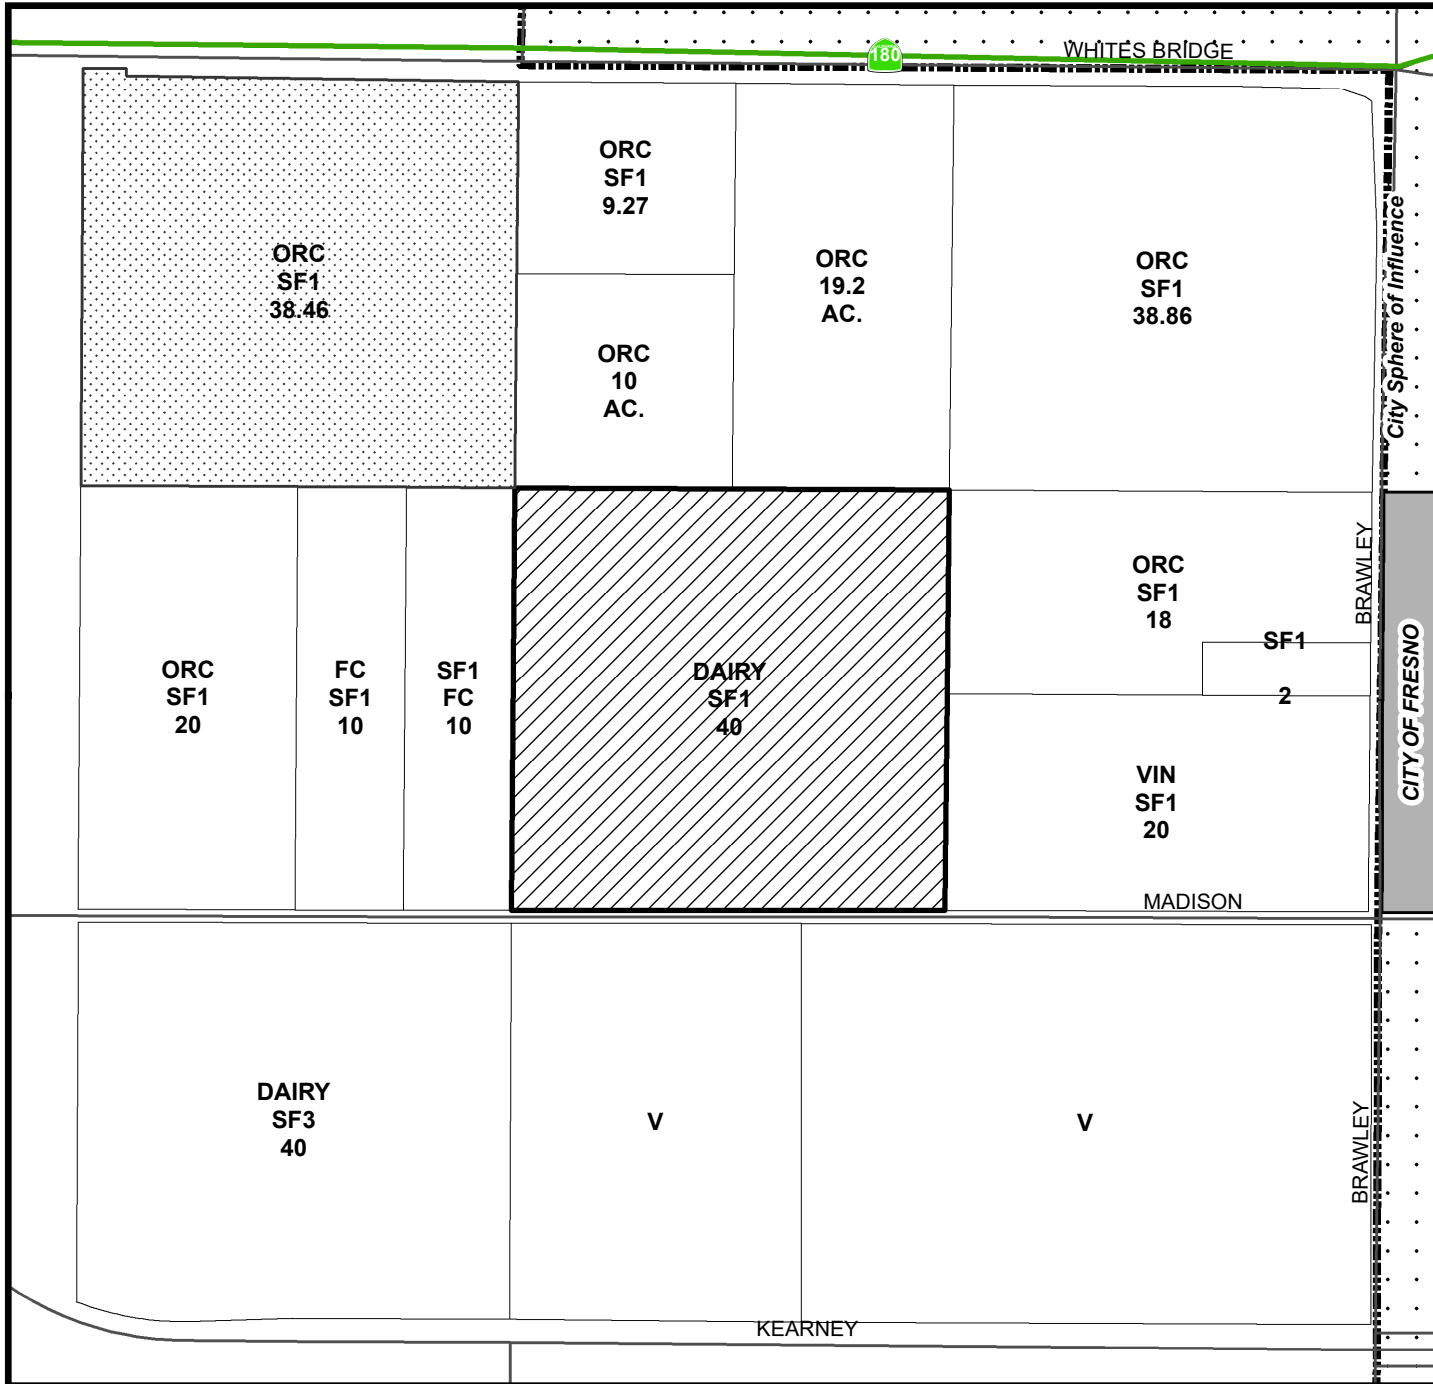 180
WHITES BRIDGE
ORC
SF1
9.27
ORC
SF1
38.46
ORC
19.2
AC.
ORC
SF1
38.86
City Sphere of Influence
ORC
10
AC.
ORC
SF1
18
BRAWLEY
SF1
2
ORC
SF1
20
FC
SF1
10
SF1
FC
10
DAIRY
SF1
40
CITY OF FRESNO
VIN
SF1
20
MADISON
DAIRY
SF3
40
V
V
BRAWLEY
KEARNEY